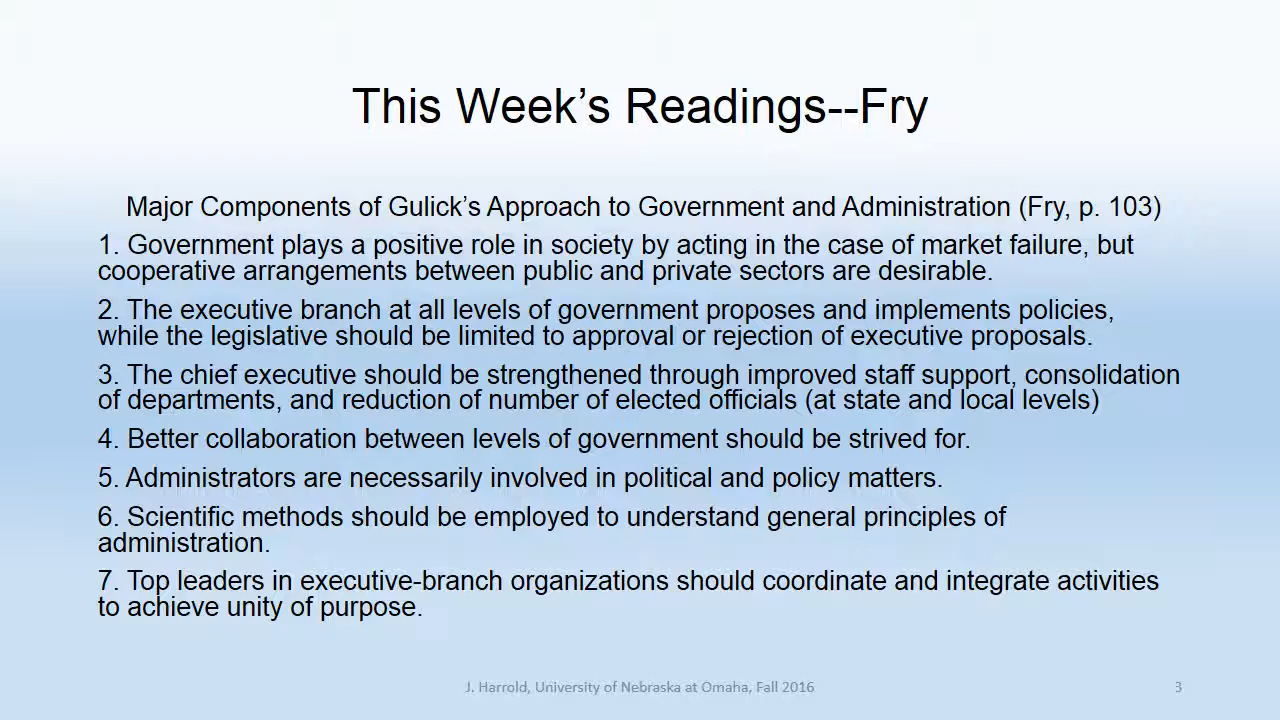 This Week’s Readings--Fry
Major Components of Gulick’s Approach to Government and Administration (Fry, p. 103)
1. Government plays a positive role in society by acting in the case of market failure, but
cooperative arrangements between public and private sectors are desirable.
2. The executive branch at all levels of government proposes and implements policies,
while the legislative should be limited to approval or rejection of executive proposals.
3. The chief executive should be strengthened through improved staff support, consolidation
of departments, and reduction of number of elected officials (at state and local levels)
4. Better collaboration between levels of government should be strived for.
5. Administrators are necessarily involved in political and policy matters.
6. Scientific methods should be employed to understand general principles of
administration.
7. Top leaders in executive-branch organizations should coordinate and integrate activities
to achieve unity of purpose.
J. Harrold, University of Nebraska at Omaha, Fall 2016
3